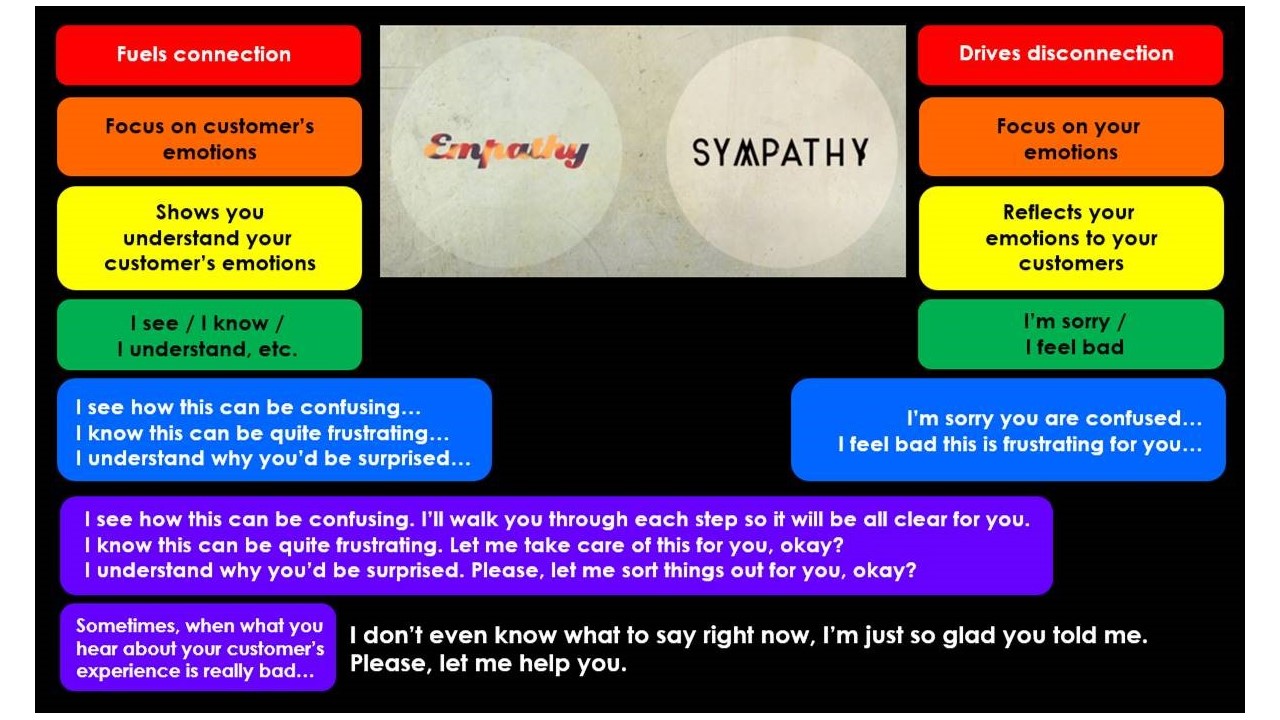 Fuels connection
Focus on customer's
emotions
Shows you
understand your
customer's emotions
I see / I know /
I understand, etc.
I see how this can be confusing…
I know this can be quite frustrating…
I understand why you'd be surprised…
Empathy
SYMPATHY
Drives disconnection
Focus on your
emotions
Reflects your
emotions to your
customers
I'm sorry /
I feel bad
I'm sorry you are confused…
I feel bad this is frustrating for you…
I see how this can be confusing. I'll walk you through each step so it will be all clear for you.
I know this can be quite frustrating. Let me take care of this for you, okay?
I understand why you'd be surprised. Please, let me sort things out for you, okay?
Sometimes, when what you
hear about your customer's
experience is really bad…
I don't even know what to say right now, I'm just so glad you told me.
Please, let me help you.